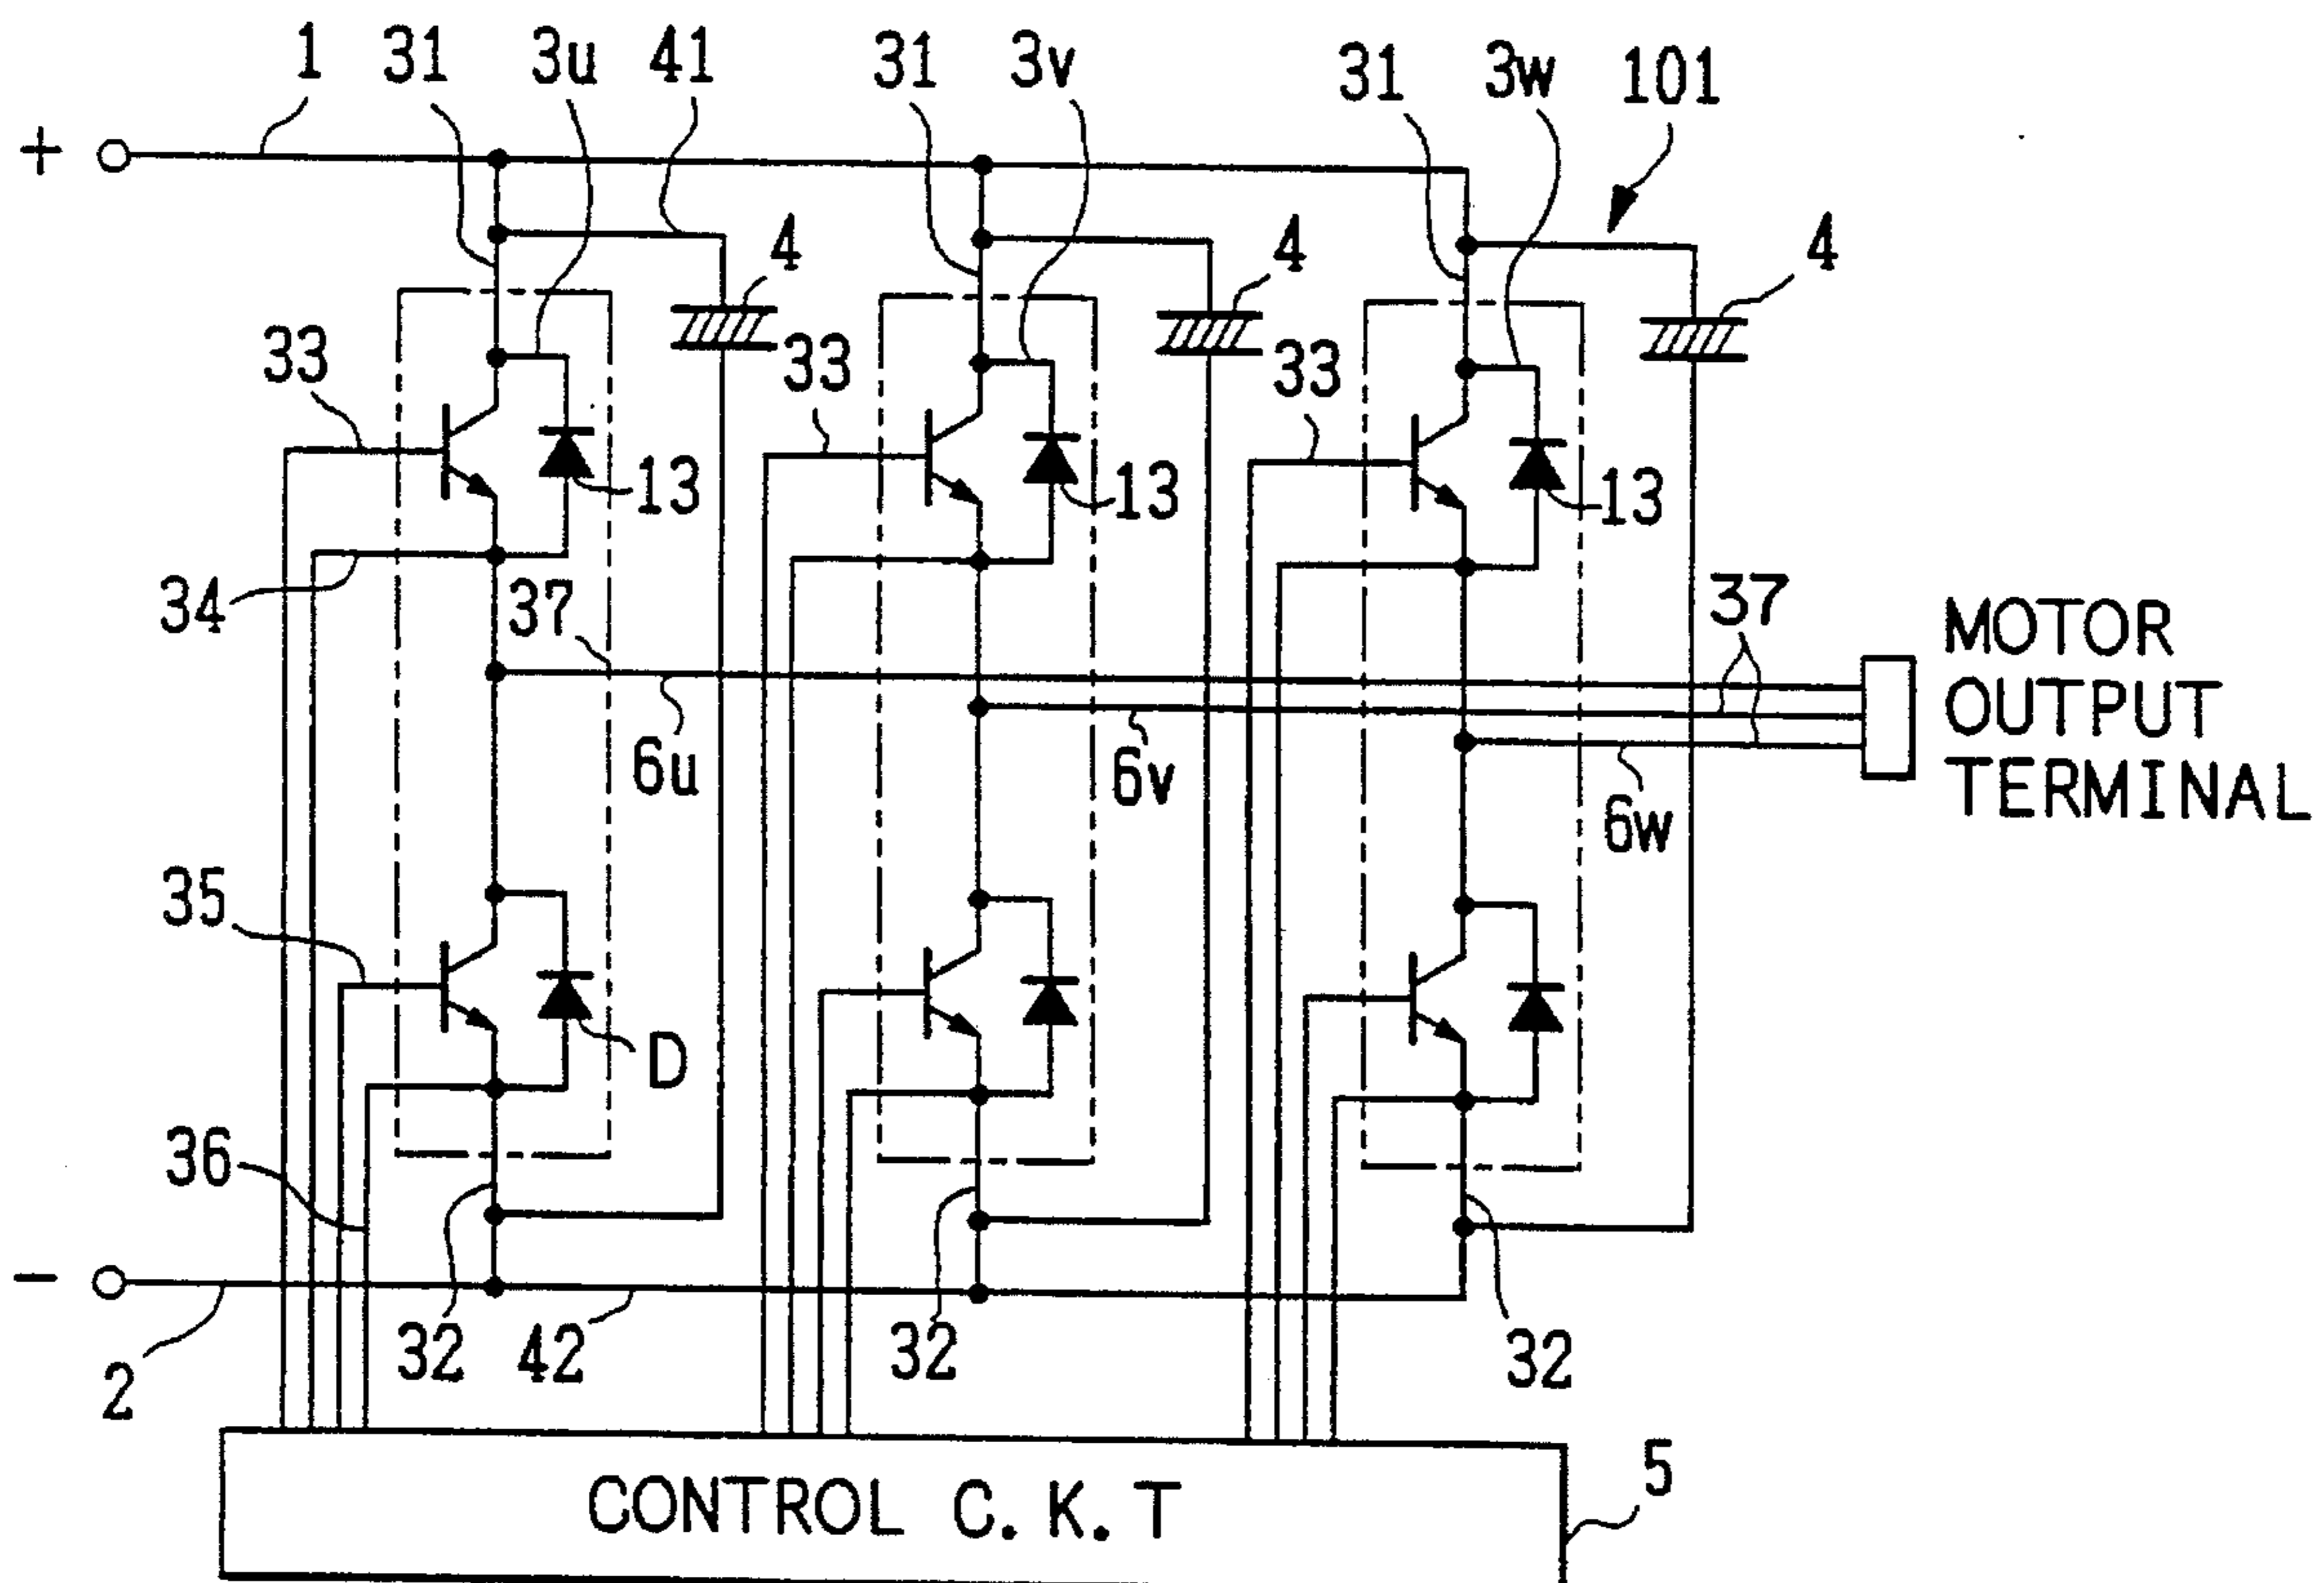 1 31 3u 41 31 3v 31 3w 101
+
4 4 4
33 33 33
13 13 13
34 37 37
MOTOR
OUTPUT
TERMINAL
6u 6v 6w
35
D
36
−
2 32 42 32 32
CONTROL C.K.T
5